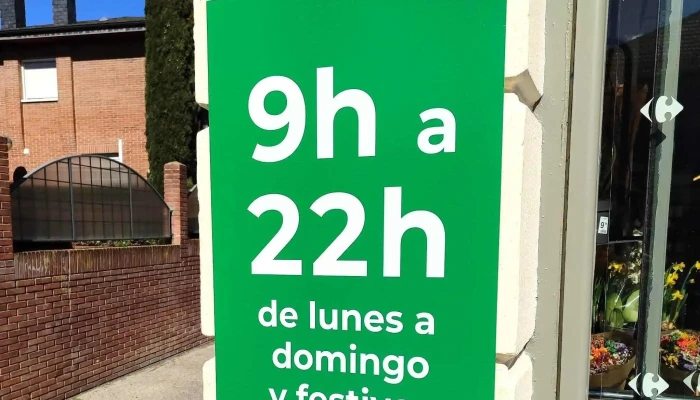 9h a
22h
de lunes a
domingo
y